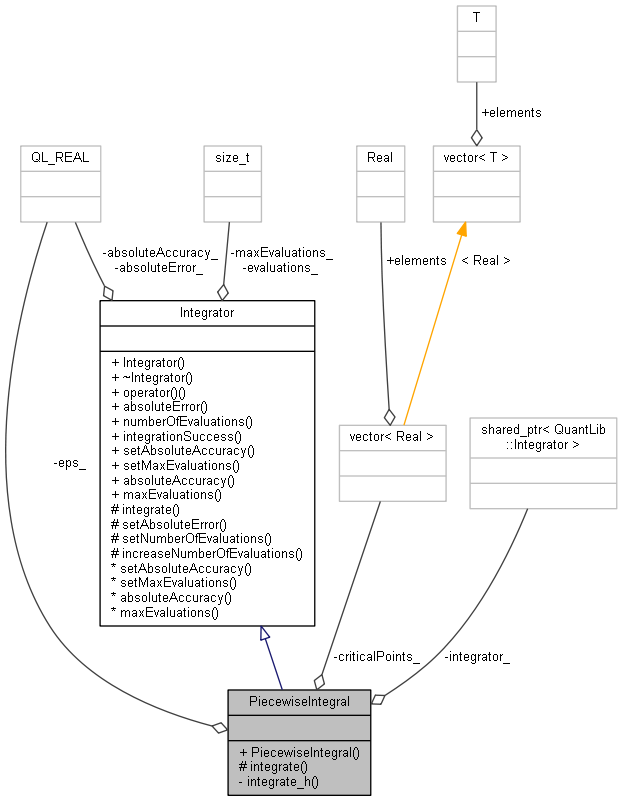 T
+elements
QL_REAL
size_t
Real
vector< T >
-absoluteAccuracy_
-absoluteError_
-maxEvaluations_
-evaluations_
+elements
< Real >
Integrator
+ Integrator()
+ ~Integrator()
+ operator()()
+ absoluteError()
+ numberOfEvaluations()
+ integrationSuccess()
+ setAbsoluteAccuracy()
+ setMaxEvaluations()
+ absoluteAccuracy()
+ maxEvaluations()
# integrate()
# setAbsoluteError()
# setNumberOfEvaluations()
# increaseNumberOfEvaluations()
* setAbsoluteAccuracy()
* setMaxEvaluations()
* absoluteAccuracy()
* maxEvaluations()
vector< Real >
shared_ptr< QuantLib
::Integrator >
-eps_
-criticalPoints_
-integrator_
PiecewiseIntegral
+ PiecewiseIntegral()
# integrate()
- integrate_h()